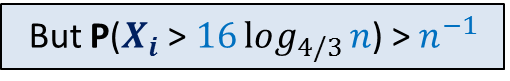 But P(Xᵢ > 16 log₄/₃ n) > n⁻¹